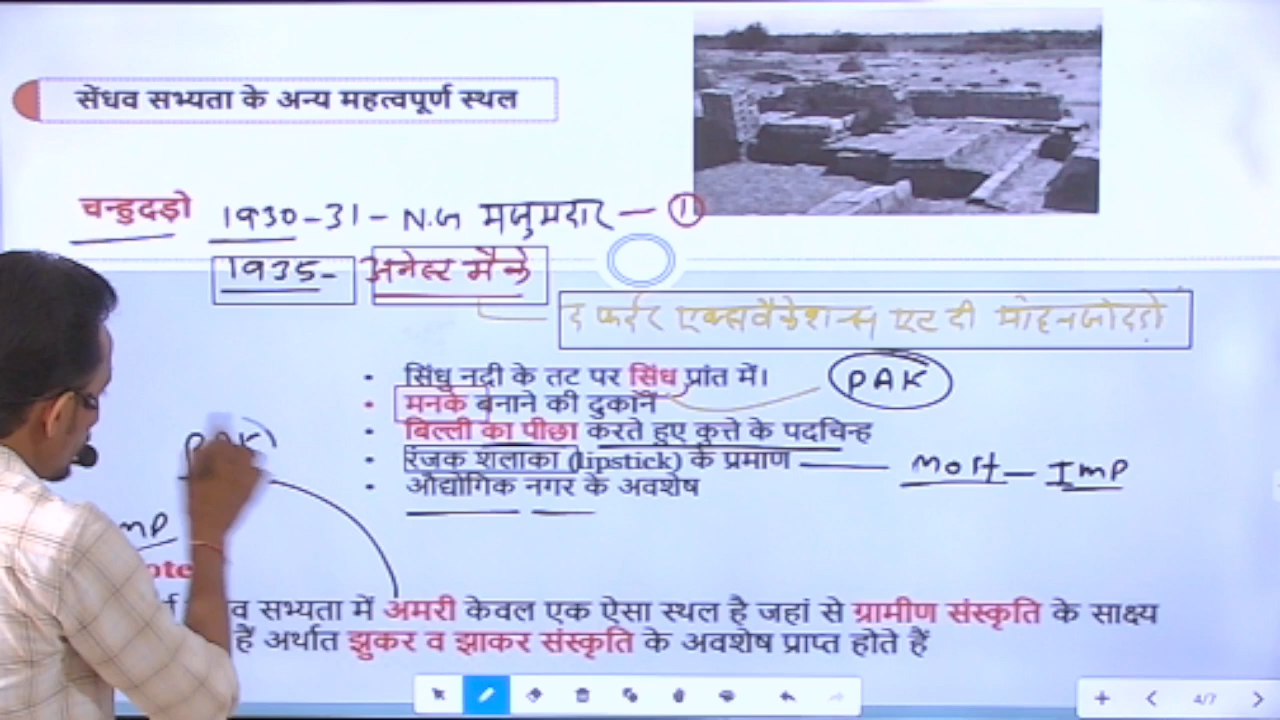 सेंधव सभ्यता के अन्य महत्वपूर्ण स्थल
चन्हुदड़ो 1930-31- N.G मजुमदार - 1
1935- अर्नेस्ट मैके
द फर्दर एक्सवैकेशन्स एट दी मोहनजोदड़ो
• सिंधु नदी के तट पर सिंध प्रांत में। PAK
• मनके बनाने की दुकानें
• बिल्ली का पीछा करते हुए कुत्ते के पदचिन्ह
• रंजक शलाका (lipstick) के प्रमाण Most - Imp
• औद्योगिक नगर के अवशेष
PAK
सभ्यता में अमरी केवल एक ऐसा स्थल है जहां से ग्रामीण संस्कृति के साक्ष्य
हैं अर्थात झुकर व झाकर संस्कृति के अवशेष प्राप्त होते हैं
4/7